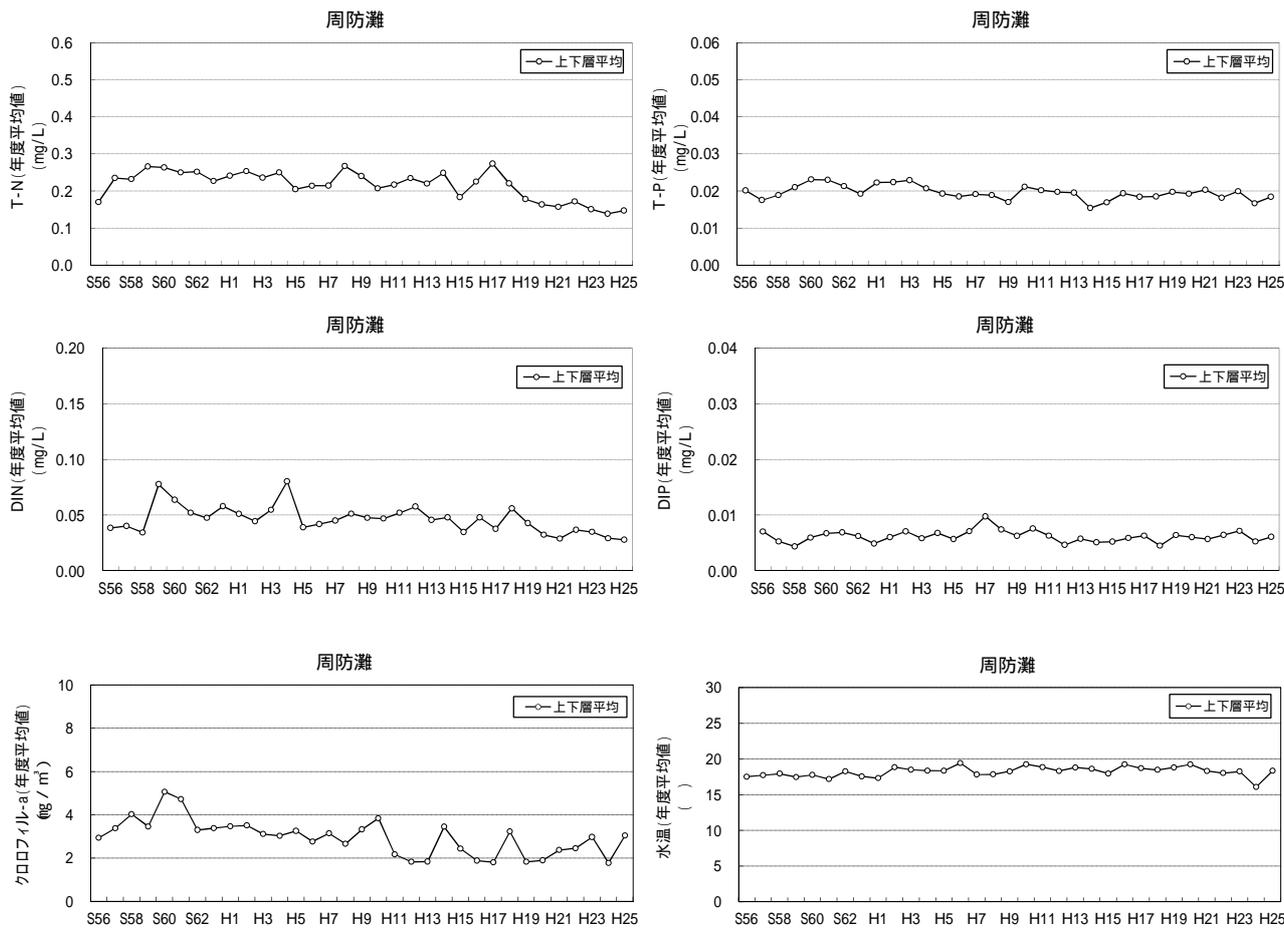 周防灘
0.6
0.5
0.4
0.3
0.2
0.1
0.0
T-N(年度平均値)
(mg/L)
上下層平均
S56 S58 S60 S62 H1 H3 H5 H7 H9 H11 H13 H15 H17 H19 H21 H23 H25
周防灘
0.06
0.05
0.04
0.03
0.02
0.01
0.00
T-P(年度平均値)
(mg/L)
上下層平均
S56 S58 S60 S62 H1 H3 H5 H7 H9 H11 H13 H15 H17 H19 H21 H23 H25
周防灘
0.20
0.15
0.10
0.05
0.00
DIN(年度平均値)
(mg/L)
上下層平均
S56 S58 S60 S62 H1 H3 H5 H7 H9 H11 H13 H15 H17 H19 H21 H23 H25
周防灘
0.04
0.03
0.02
0.01
0.00
DIP(年度平均値)
(mg/L)
上下層平均
S56 S58 S60 S62 H1 H3 H5 H7 H9 H11 H13 H15 H17 H19 H21 H23 H25
周防灘
10
8
6
4
2
0
クロロフィル-a(年度平均値)
(mg / ㎥)
上下層平均
S56 S58 S60 S62 H1 H3 H5 H7 H9 H11 H13 H15 H17 H19 H21 H23 H25
周防灘
30
25
20
15
10
5
0
水温(年度平均値)
( )
上下層平均
S56 S58 S60 S62 H1 H3 H5 H7 H9 H11 H13 H15 H17 H19 H21 H23 H25